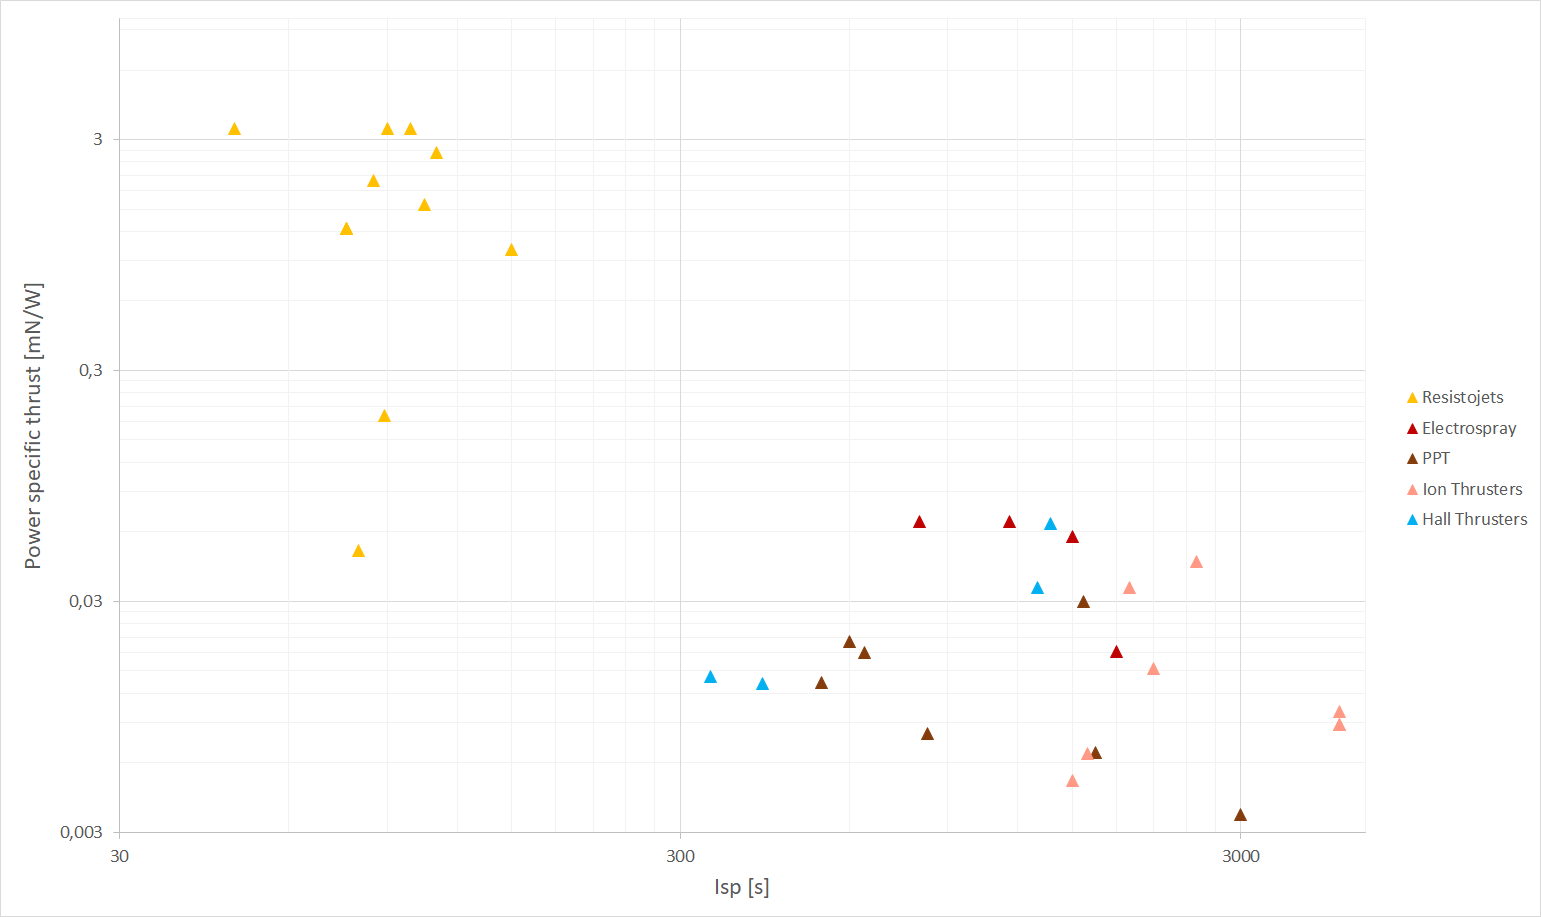 Power specific thrust [mN/W]
3
0,3
0,03
0,003
30
300
3000
Isp [s]
Resistojets
Electrospray
PPT
Ion Thrusters
Hall Thrusters